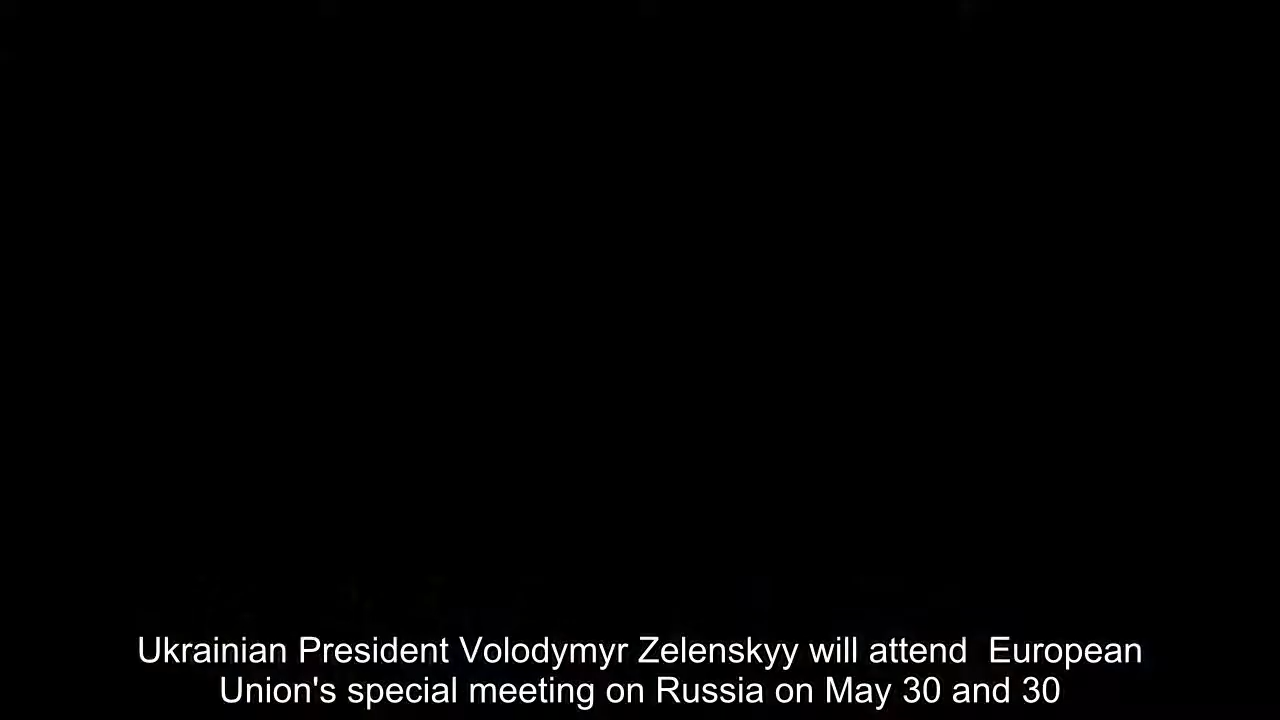 Ukrainian President Volodymyr Zelenskyy will attend  European
Union's special meeting on Russia on May 30 and 30